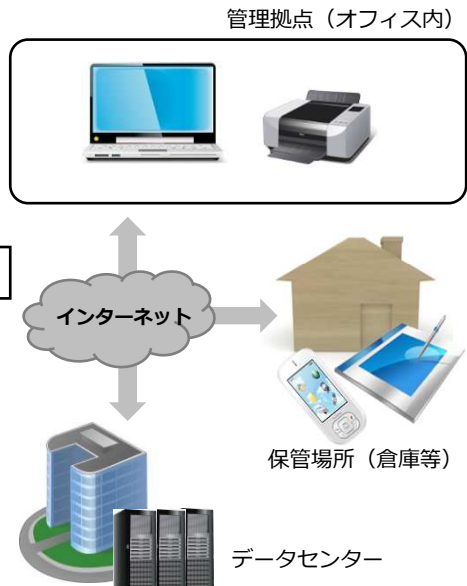 管理拠点（オフィス内）
インターネット
保管場所（倉庫等）
データセンター